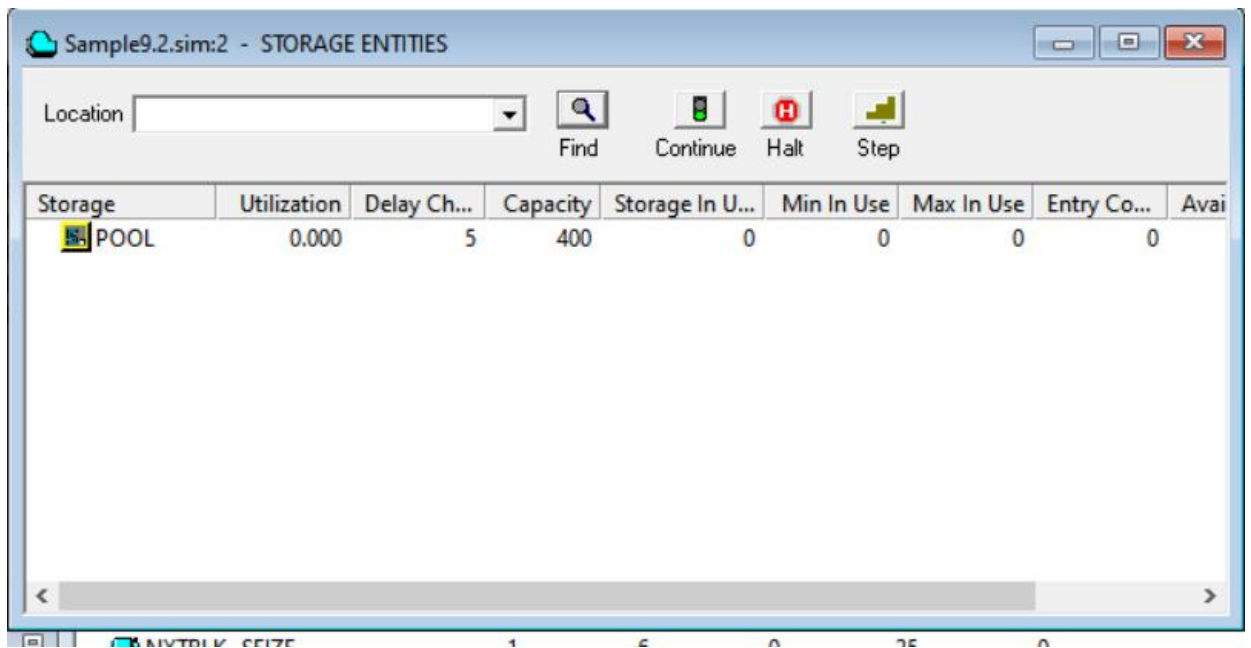 Sample9.2.sim:2 - STORAGE ENTITIES
Location
Find Continue Halt Step
Storage Utilization Delay Ch... Capacity Storage In U... Min In Use Max In Use Entry Co... Avai
POOL 0.000 5 400 0 0 0 0